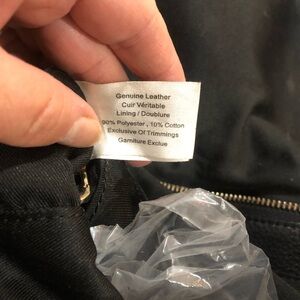 Genuine Leather
Cuir Véritable
Lining / Doublure
90% Polyester, 10% Cotton
Exclusive Of Trimmings
Garniture Exclue